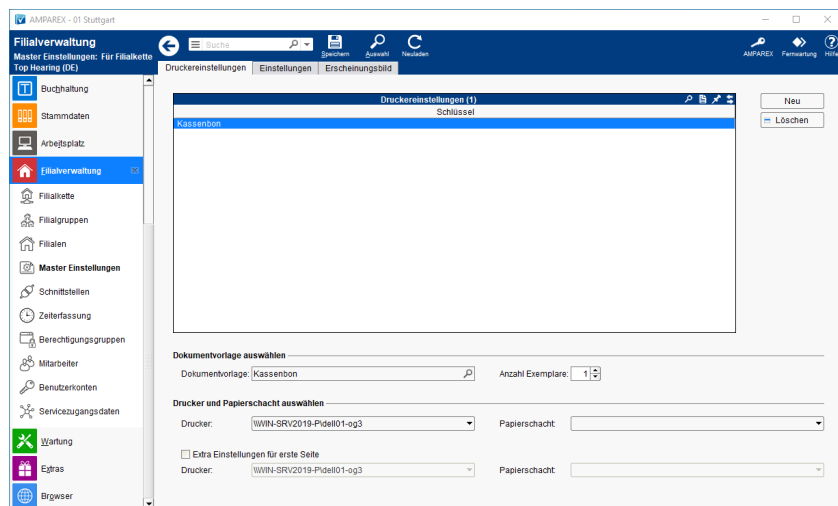 AMPAREX - 01 Stuttgart
Filialverwaltung
Master Einstellungen: Für Filialkette
Top Hearing (DE)
Suche
Speichern
Auswahl
Neuladen
AMPAREX
Fernwartung
Hilfe
Druckereinstellungen
Einstellungen
Erscheinungsbild
Buchhaltung
Stammdaten
Arbeitsplatz
Filialverwaltung
Filialkette
Filialgruppen
Filialen
Master Einstellungen
Schnittstellen
Zeiterfassung
Berechtigungsgruppen
Mitarbeiter
Benutzerkonten
Servicezugangsdaten
Wartung
Extras
Browser
Druckereinstellungen (1)
Schlüssel
Kassenbon
Neu
Löschen
Dokumentvorlage auswählen
Dokumentvorlage: Kassenbon
Anzahl Exemplare: 1
Drucker und Papierschacht auswählen
Drucker: \\WIN-SRV2019-P\dell01-og3
Papierschacht:
Extra Einstellungen für erste Seite
Drucker: \\WIN-SRV2019-P\dell01-og3
Papierschacht: